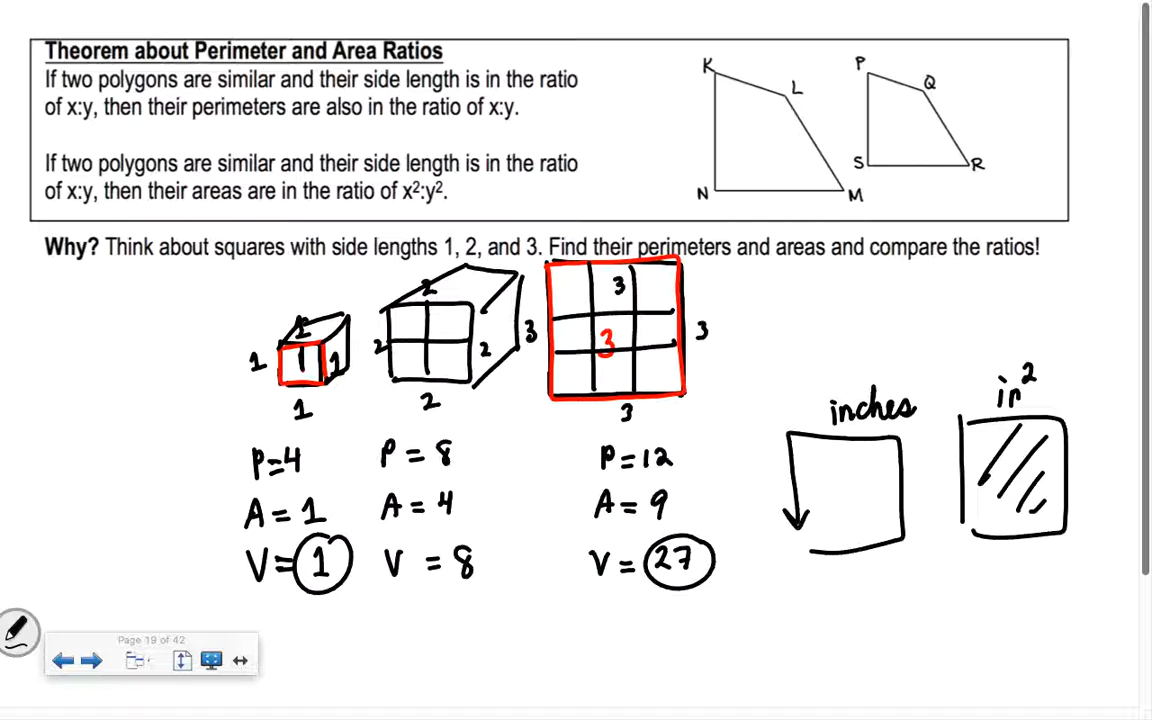 Theorem about Perimeter and Area Ratios
If two polygons are similar and their side length is in the ratio
of x:y, then their perimeters are also in the ratio of x:y.
If two polygons are similar and their side length is in the ratio
of x:y, then their areas are in the ratio of x²:y².
K
L
N
M
P
Q
S
R
Why? Think about squares with side lengths 1, 2, and 3. Find their perimeters and areas and compare the ratios!
1
1
1
2
2
2
2
3
3
3
3
3
inches
in²
P=4
P = 8
P = 12
A = 1
A = 4
A = 9
V = 1
V = 8
V = 27
Page 19 of 42